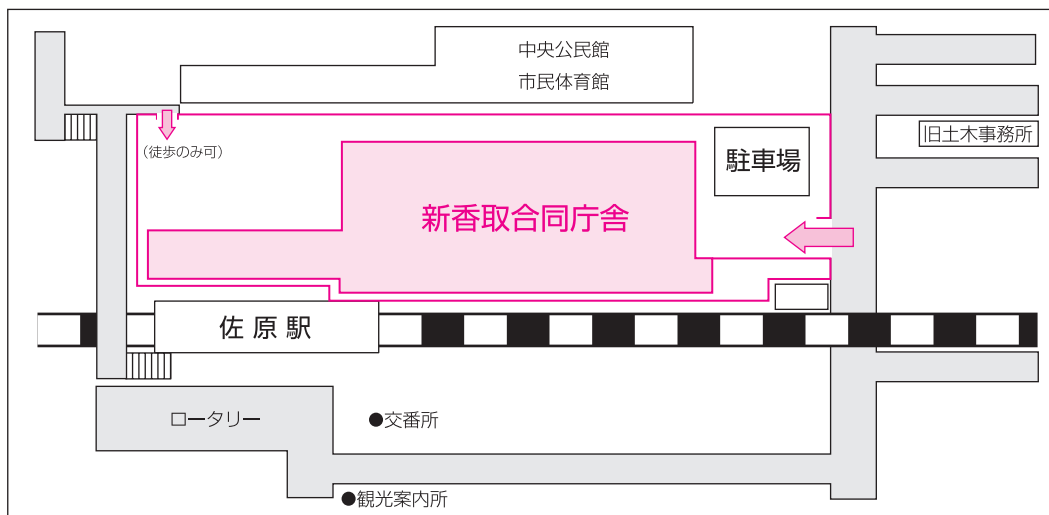 中央公民館
市民体育館
(徒歩のみ可)
駐車場
旧土木事務所
新香取合同庁舎
佐原駅
ロータリー
●交番所
●観光案内所